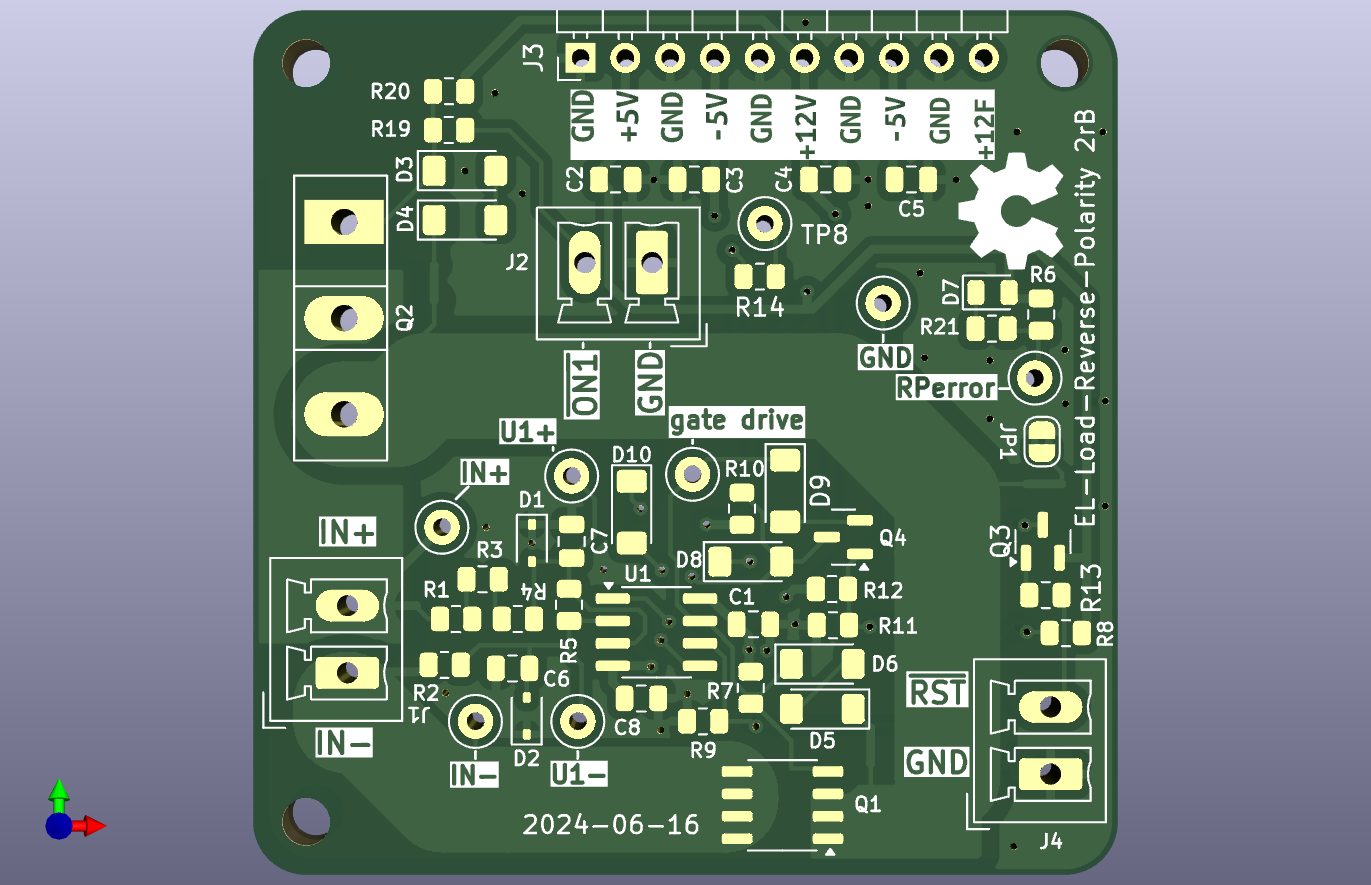 J3
R20
R19
GND
+5V
GND
-5V
GND
+12V
GND
-5V
GND
+12F
D3
D4
C2
C3
C4
C5
TP8
J2
R14
Q2
D7
R6
R21
GND
RPerror
EL-Load-Reverse-Polarity 2rB
ON1
GND
gate drive
U1+
JP1
IN+
D10
R10
D9
D1
IN+
C7
Q4
Q3
R3
U1
D8
R1
R4
C1
R12
R13
R11
R8
R5
R2
C6
R7
D6
J1
RST
IN-
D2
C8
R9
D5
GND
IN-
U1-
Q1
2024-06-16
J4